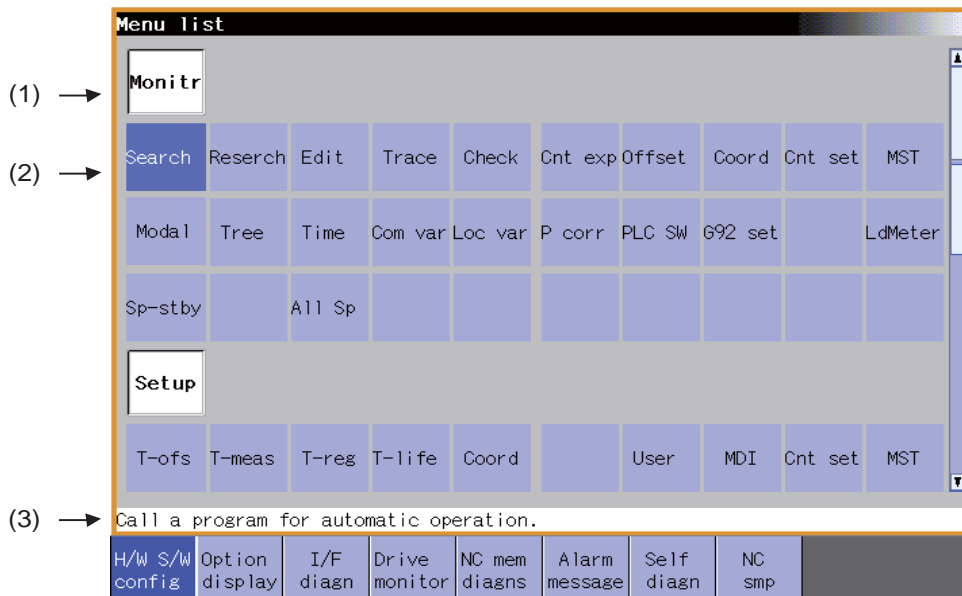 Menu list
(1)
Monitr
Search Reserch Edit Trace Check Cnt exp Offset Coord Cnt set MST
(2)
Modal Tree Time Com var Loc var P corr PLC SW G92 set LdMeter
Sp-stby All Sp
Setup
T-ofs T-meas T-reg T-life Coord User MDI Cnt set MST
(3)
Call a program for automatic operation.
H/W S/W Option I/F Drive NC mem Alarm Self NC
config display diagn monitor diagns message diagn smp